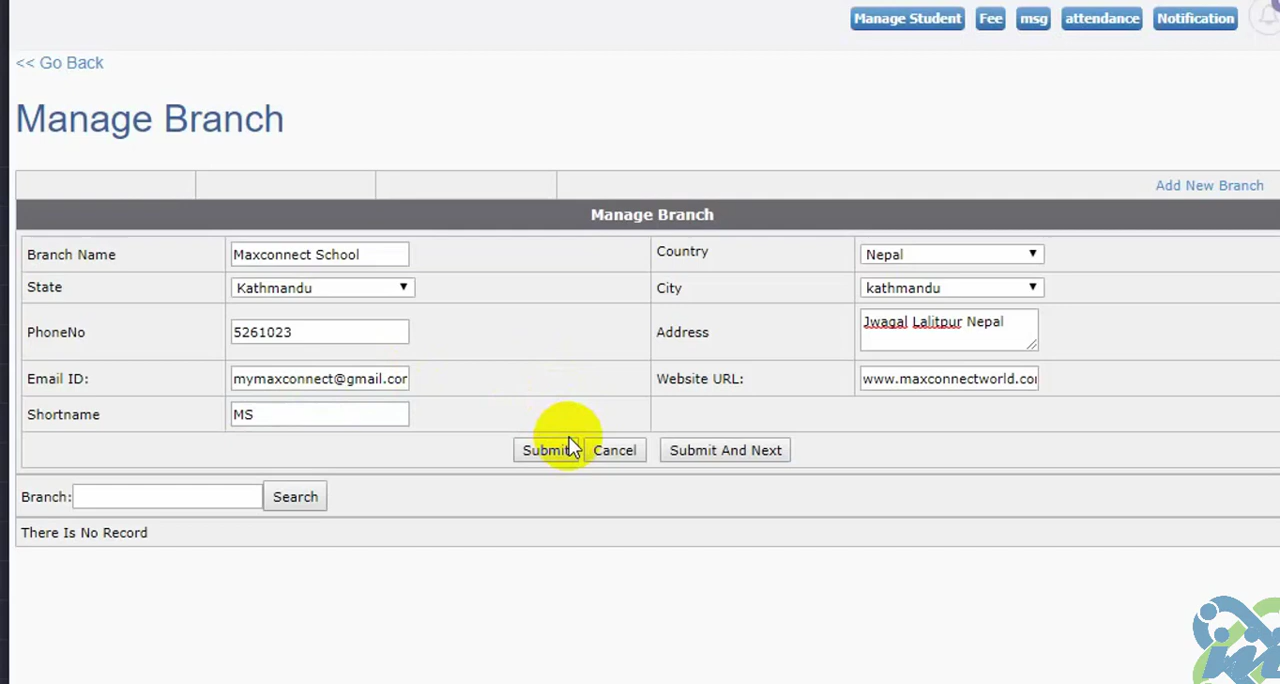 Manage Student Fee msg attendance Notification
<< Go Back
Manage Branch
Add New Branch
Manage Branch
Branch Name Maxconnect School Country Nepal
State Kathmandu City kathmandu
PhoneNo 5261023 Address Jwagal Lalitpur Nepal
Email ID: mymaxconnect@gmail.cor Website URL: www.maxconnectworld.co
Shortname MS
Submit Cancel Submit And Next
Branch: Search
There Is No Record